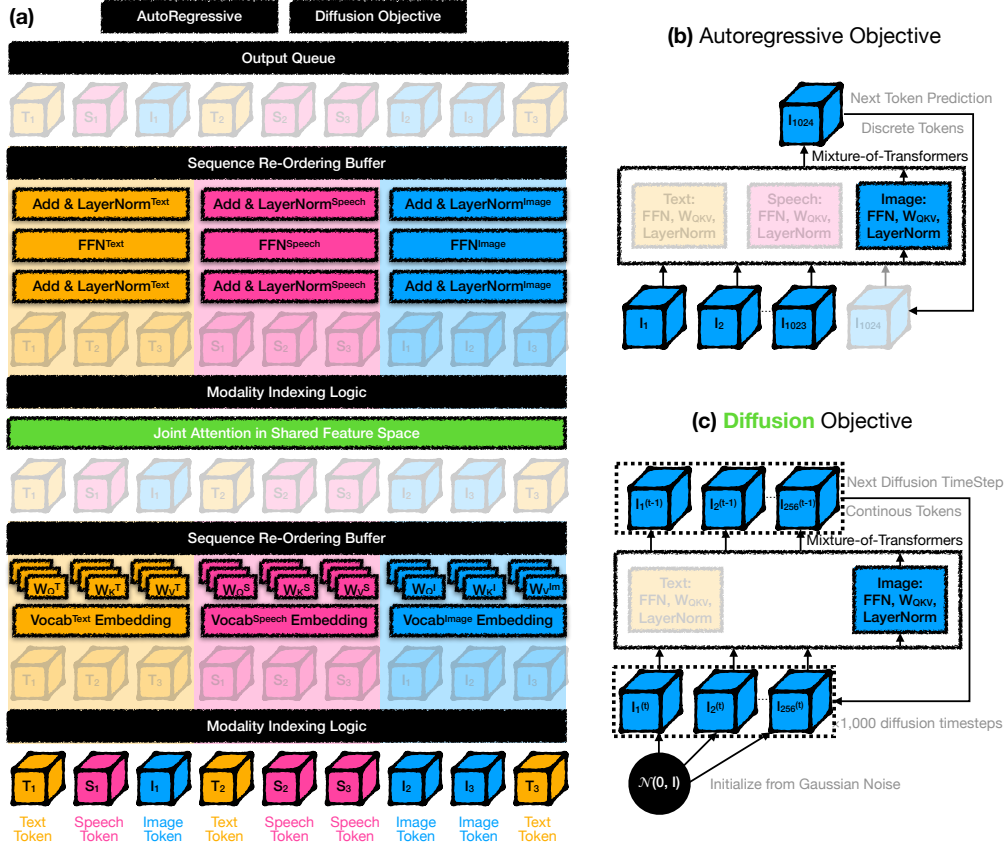 (a)
AutoRegressive Diffusion Objective
Output Queue
T1 S1 I1 T2 S2 S3 I2 I3 T3
Sequence Re-Ordering Buffer
Add & LayerNormText Add & LayerNormSpeech Add & LayerNormImage
FFNText FFNSpeech FFNImage
Add & LayerNormText Add & LayerNormSpeech Add & LayerNormImage
T1 T2 T3 S1 S2 S3 I1 I2 I3
Modality Indexing Logic
Joint Attention in Shared Feature Space
T1 S1 I1 T2 S2 S3 I2 I3 T3
Sequence Re-Ordering Buffer
WQT WKT WVT WQS WKS WVS WQI WKI WVIm
VocabText Embedding VocabSpeech Embedding VocabImage Embedding
T1 T2 T3 S1 S2 S3 I1 I2 I3
Modality Indexing Logic
T1 S1 I1 T2 S2 S3 I2 I3 T3
Text Speech Image Text Speech Speech Image Image Text
Token Token Token Token Token Token Token Token Token
(b) Autoregressive Objective
I1024
Next Token Prediction
Discrete Tokens
Mixture-of-Transformers
Text: Speech: Image:
FFN, WQKV, FFN, WQKV, FFN, WQKV,
LayerNorm LayerNorm LayerNorm
I1 I2 I1023 I1024
(c) Diffusion Objective
I1(t-1) I2(t-1) I256(t-1)
Next Diffusion TimeStep
Continous Tokens
Mixture-of-Transformers
Text: Image:
FFN, WQKV, FFN, WQKV,
LayerNorm LayerNorm
I1(t) I2(t) I256(t)
x1,000 diffusion timesteps
N(0, I)
Initialize from Gaussian Noise